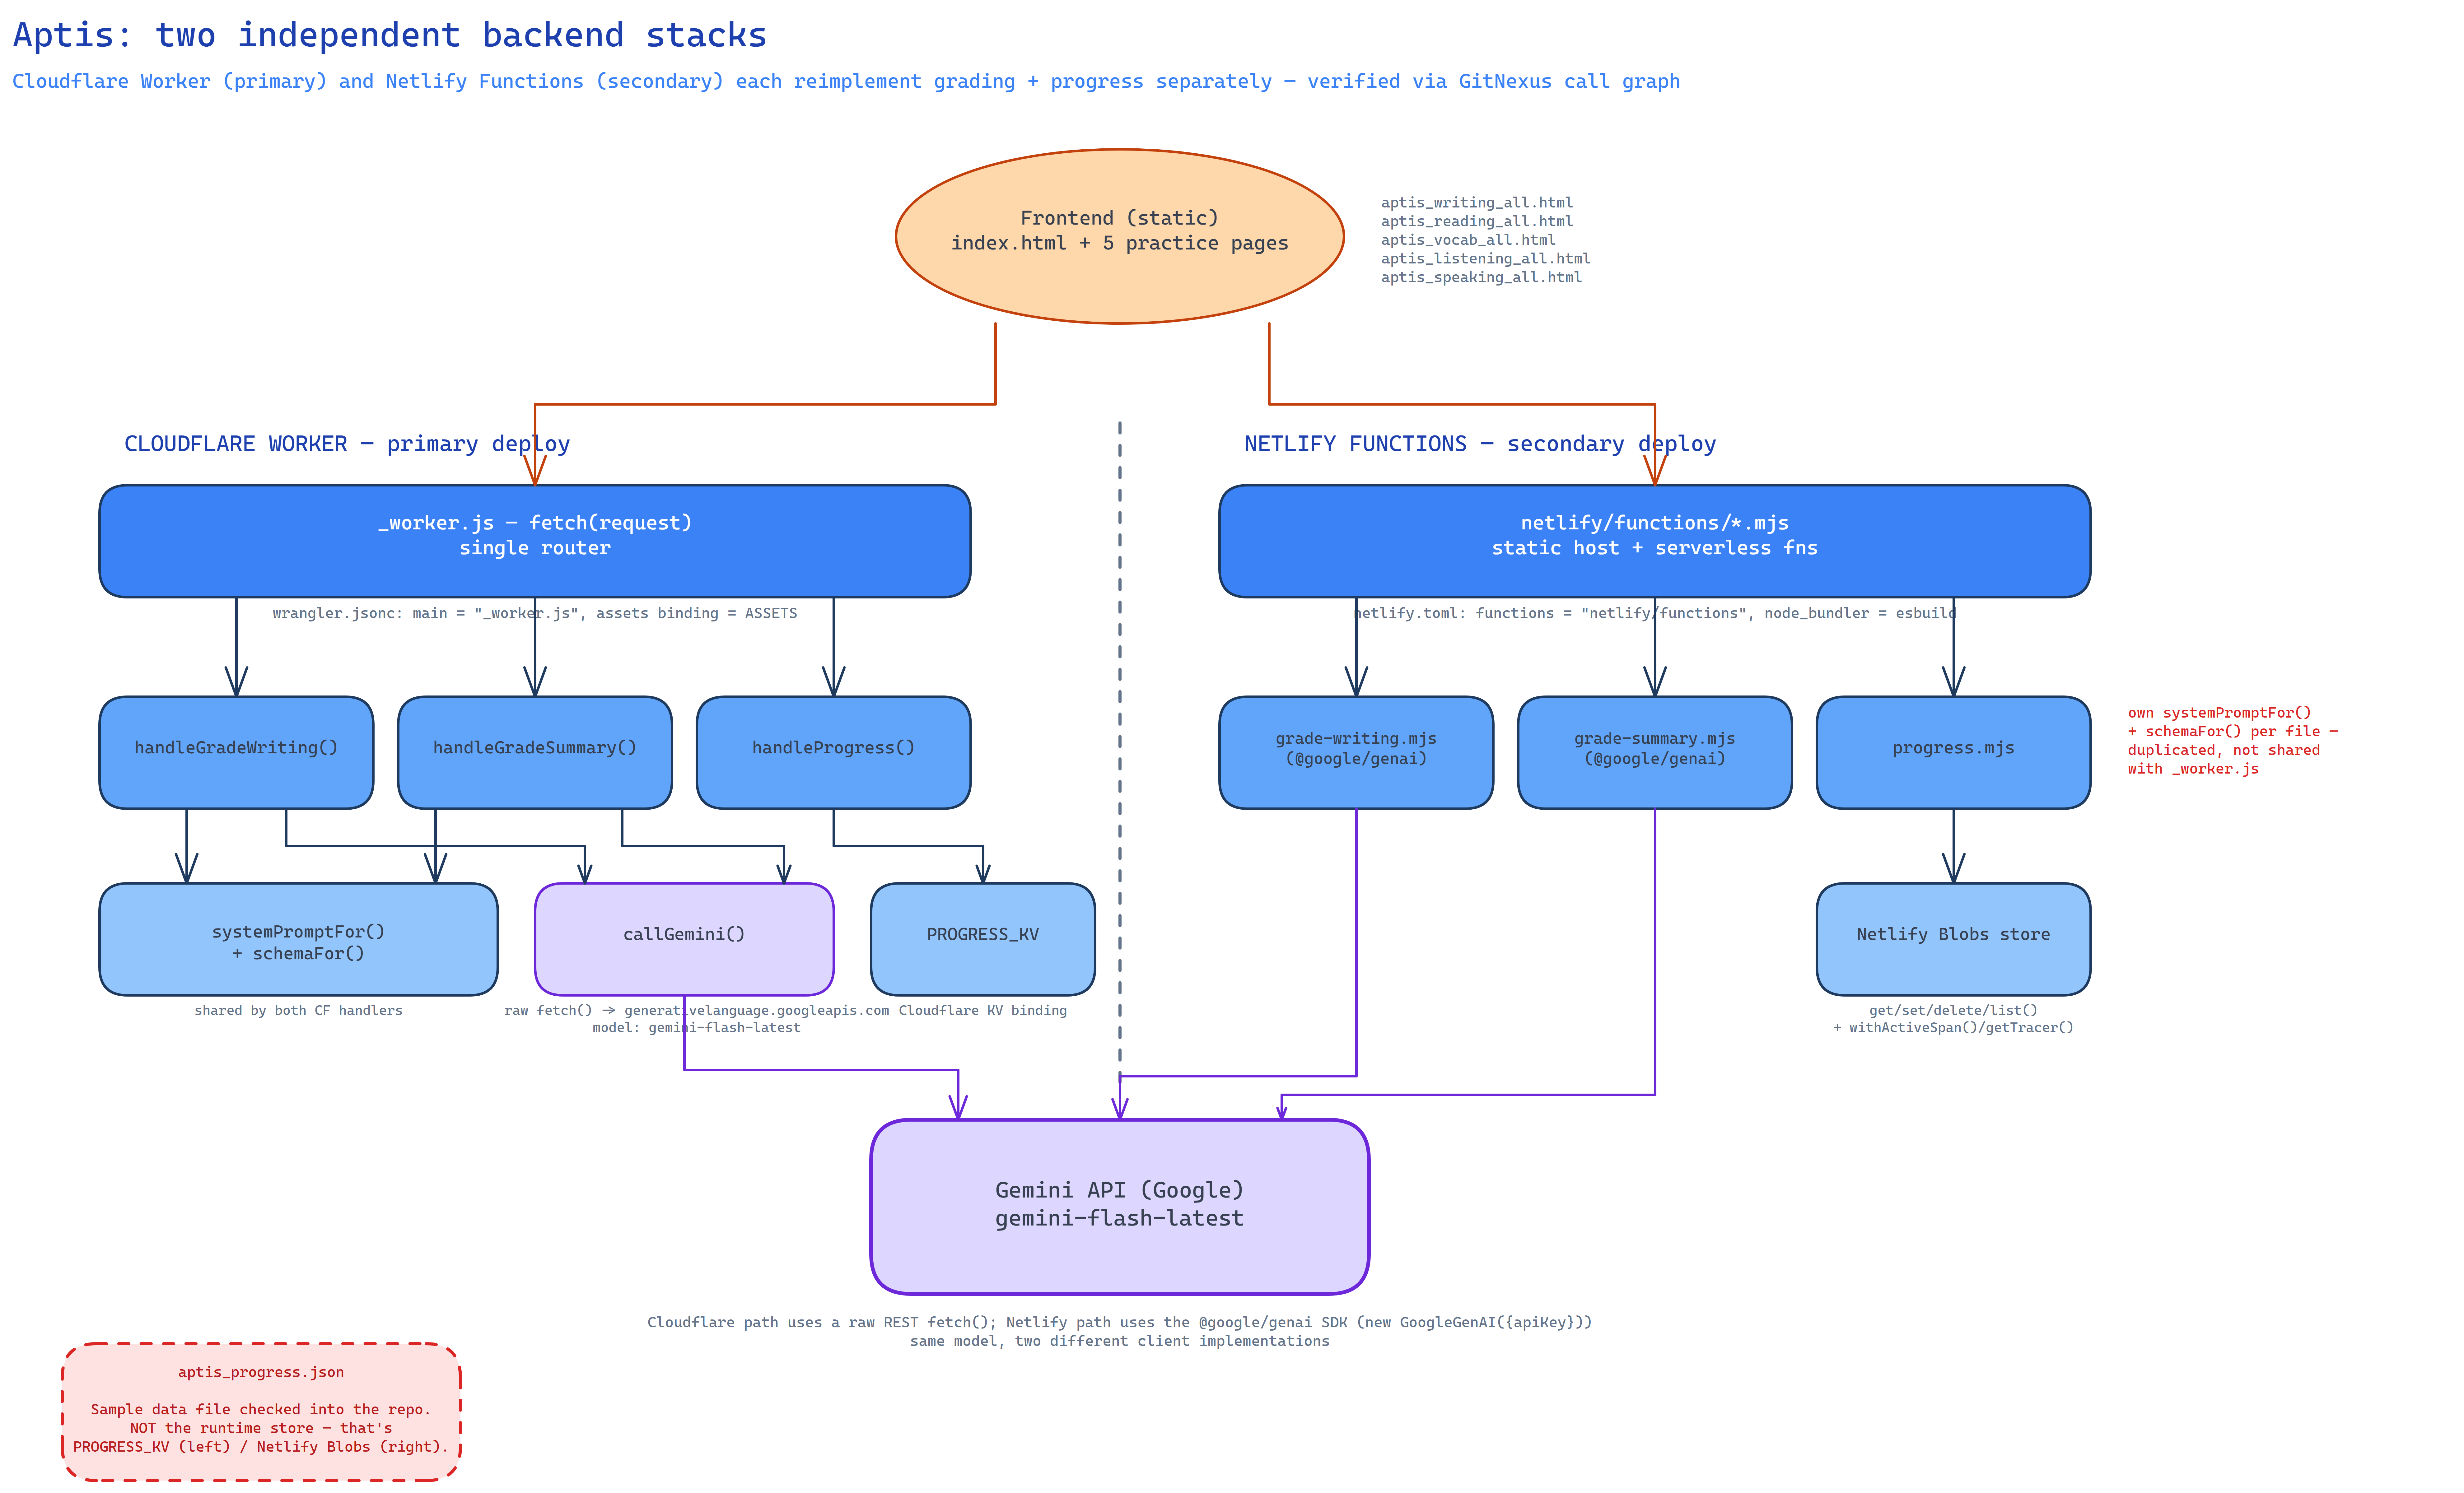 Aptis: two independent backend stacks
Cloudflare Worker (primary) and Netlify Functions (secondary) each reimplement grading + progress separately — verified via GitNexus call graph
Frontend (static)
index.html + 5 practice pages
aptis_writing_all.html
aptis_reading_all.html
aptis_vocab_all.html
aptis_listening_all.html
aptis_speaking_all.html
CLOUDFLARE WORKER — primary deploy
NETLIFY FUNCTIONS — secondary deploy
_worker.js — fetch(request)
single router
netlify/functions/*.mjs
static host + serverless fns
wrangler.jsonc: main = "_worker.js", assets binding = ASSETS
netlify.toml: functions = "netlify/functions", node_bundler = esbuild
handleGradeWriting()
handleGradeSummary()
handleProgress()
grade-writing.mjs
(@google/genai)
grade-summary.mjs
(@google/genai)
progress.mjs
own systemPromptFor()
+ schemaFor() per file —
duplicated, not shared
with _worker.js
systemPromptFor()
+ schemaFor()
callGemini()
PROGRESS_KV
Netlify Blobs store
shared by both CF handlers
raw fetch() → generativelanguage.googleapis.com
model: gemini-flash-latest
Cloudflare KV binding
get/set/delete/list()
+ withActiveSpan()/getTracer()
Gemini API (Google)
gemini-flash-latest
Cloudflare path uses a raw REST fetch(); Netlify path uses the @google/genai SDK (new GoogleGenAI({apiKey}))
same model, two different client implementations
aptis_progress.json
Sample data file checked into the repo.
NOT the runtime store — that's
PROGRESS_KV (left) / Netlify Blobs (right).